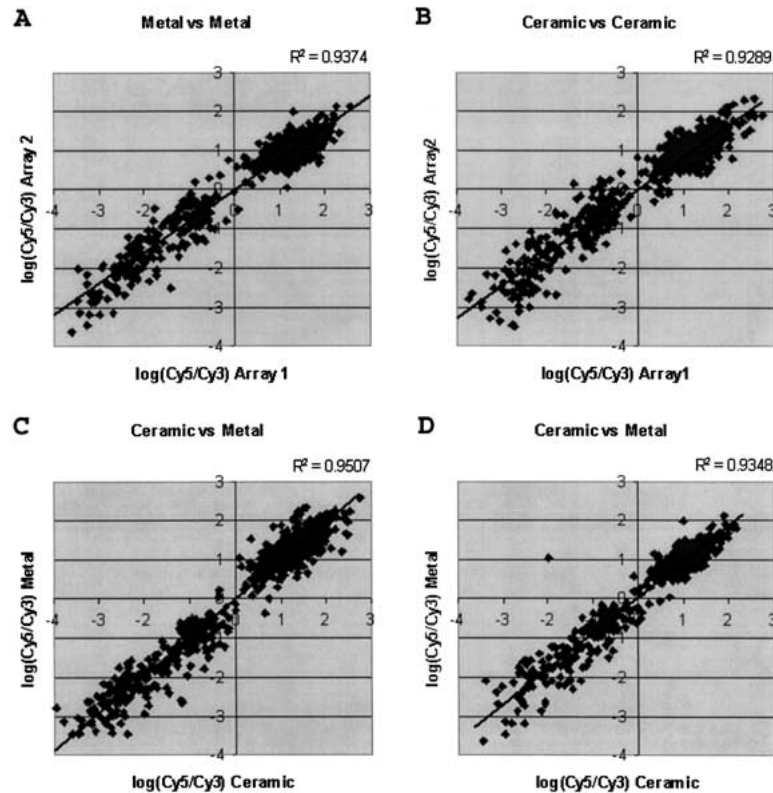 A
Metal vs Metal
R² = 0.9374
3
2
1
0
-4 -3 -2 -1 0 1 2 3
-1
-2
-3
-4
log(Cy5/Cy3) Array 2
log(Cy5/Cy3) Array 1
B
Ceramic vs Ceramic
R² = 0.9289
3
2
1
0
-4 -3 -2 -1 0 1 2 3
-1
-2
-3
-4
log(Cy5/Cy3) Array2
log(Cy5/Cy3) Array1
C
Ceramic vs Metal
R² = 0.9507
3
2
1
0
-4 -3 -2 -1 0 1 2 3
-1
-2
-3
-4
log(Cy5/Cy3) Metal
log(Cy5/Cy3) Ceramic
D
Ceramic vs Metal
R² = 0.9348
3
2
1
0
-4 -3 -2 -1 0 1 2 3
-1
-2
-3
-4
log(Cy5/Cy3) Metal
log(Cy5/Cy3) Ceramic